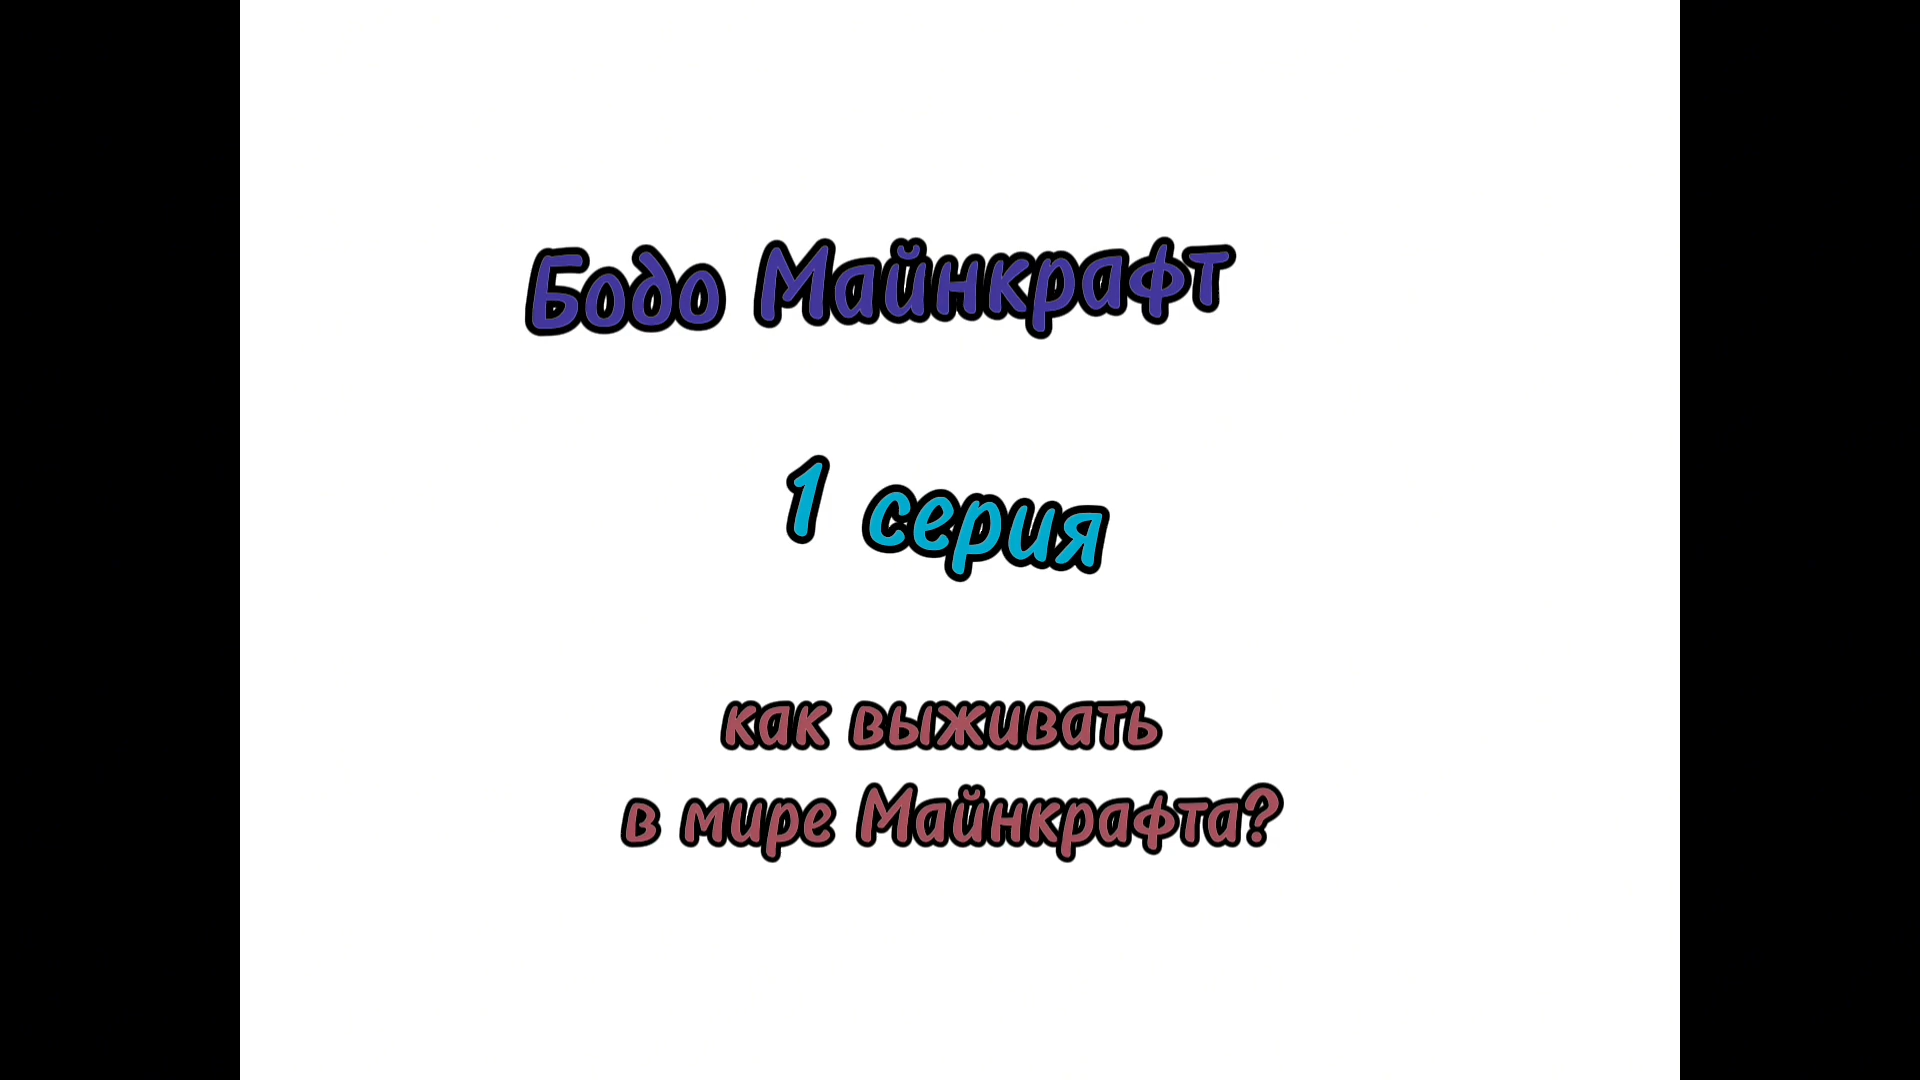 Бодо Майнкрафт
1 серия
как выживать
в мире Майнкрафта?